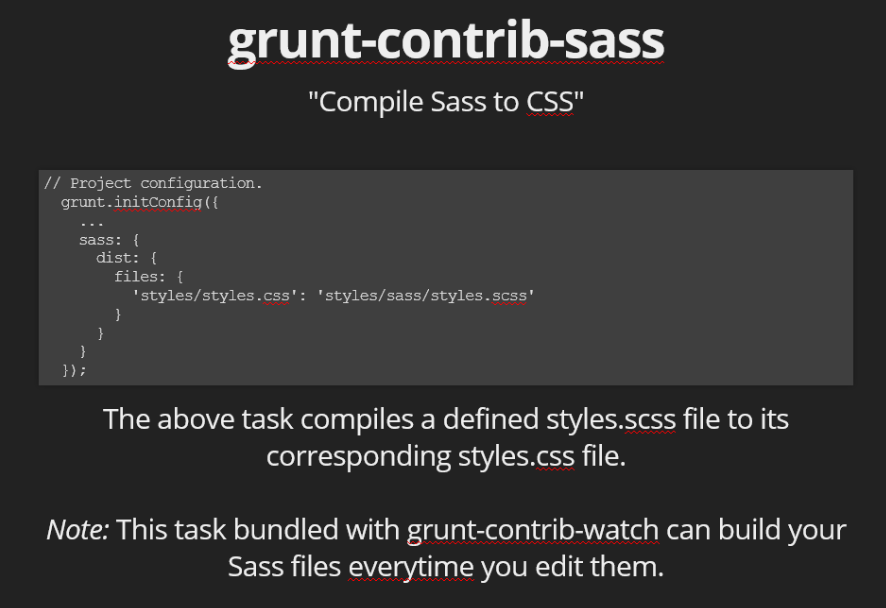 grunt-contrib-sass
"Compile Sass to CSS"
// Project configuration.
  grunt.initConfig({
    ...
    sass: {
      dist: {
        files: {
          'styles/styles.css': 'styles/sass/styles.scss'
        }
      }
    }
  });
The above task compiles a defined styles.scss file to its
corresponding styles.css file.
Note: This task bundled with grunt-contrib-watch can build your
Sass files everytime you edit them.